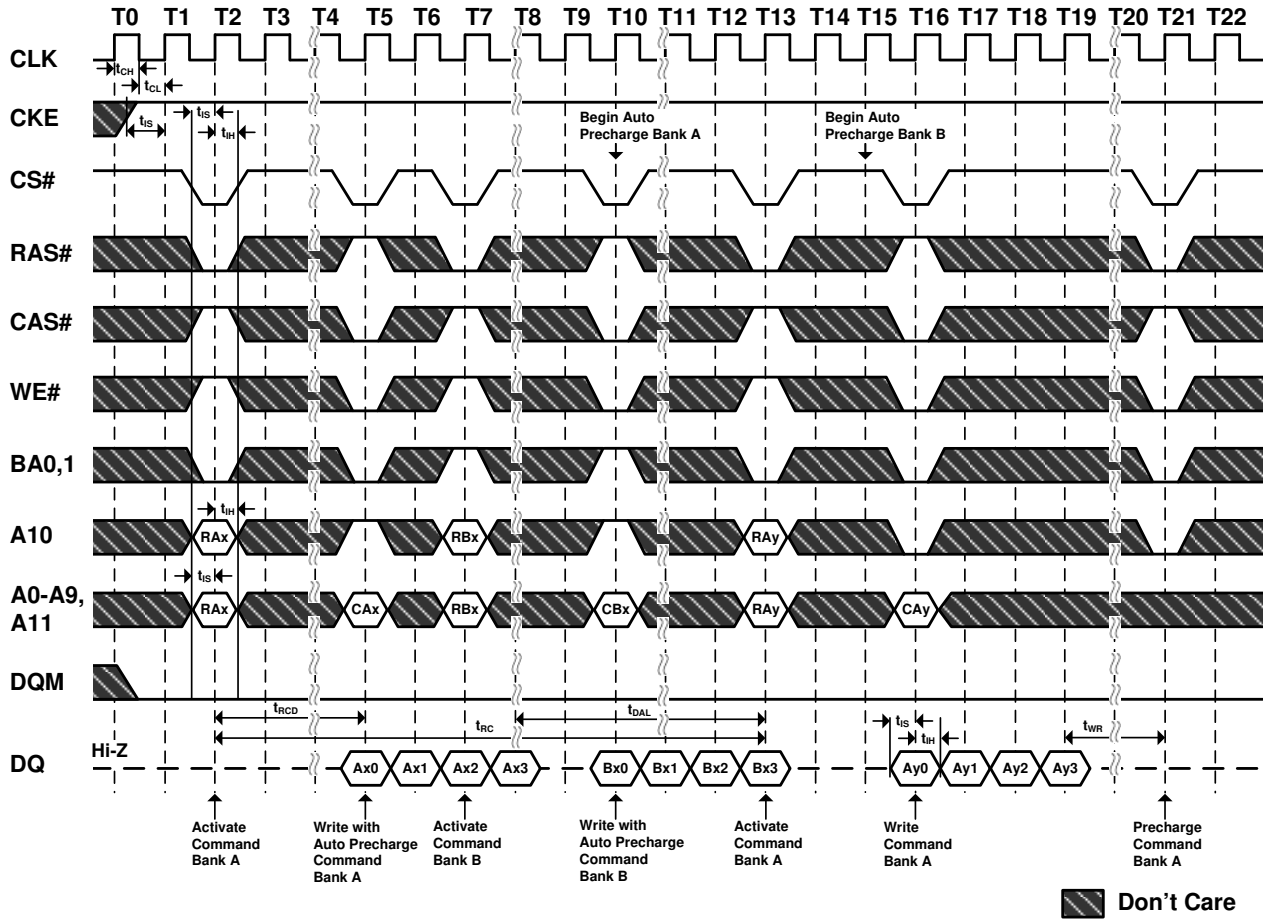 T0 T1 T2 T3 T4 T5 T6 T7 T8 T9 T10 T11 T12 T13 T14 T15 T16 T17 T18 T19 T20 T21 T22
CLK
tCH
tCL
CKE
tIS
tIS
tIH
Begin Auto
Precharge Bank A
Begin Auto
Precharge Bank B
CS#
RAS#
CAS#
WE#
BA0,1
tIH
A10
RAx
RBx
RAy
tIS
A0-A9,
A11
RAx
CAx
RBx
CBx
RAy
CAy
DQM
tRCD
tDAL
tRC
tIS
tIH
tWR
Hi-Z
DQ
Ax0
Ax1
Ax2
Ax3
Bx0
Bx1
Bx2
Bx3
Ay0
Ay1
Ay2
Ay3
Activate
Command
Bank A
Write with
Auto Precharge
Command
Bank A
Activate
Command
Bank B
Write with
Auto Precharge
Command
Bank B
Activate
Command
Bank A
Write
Command
Bank A
Precharge
Command
Bank A
Don't Care